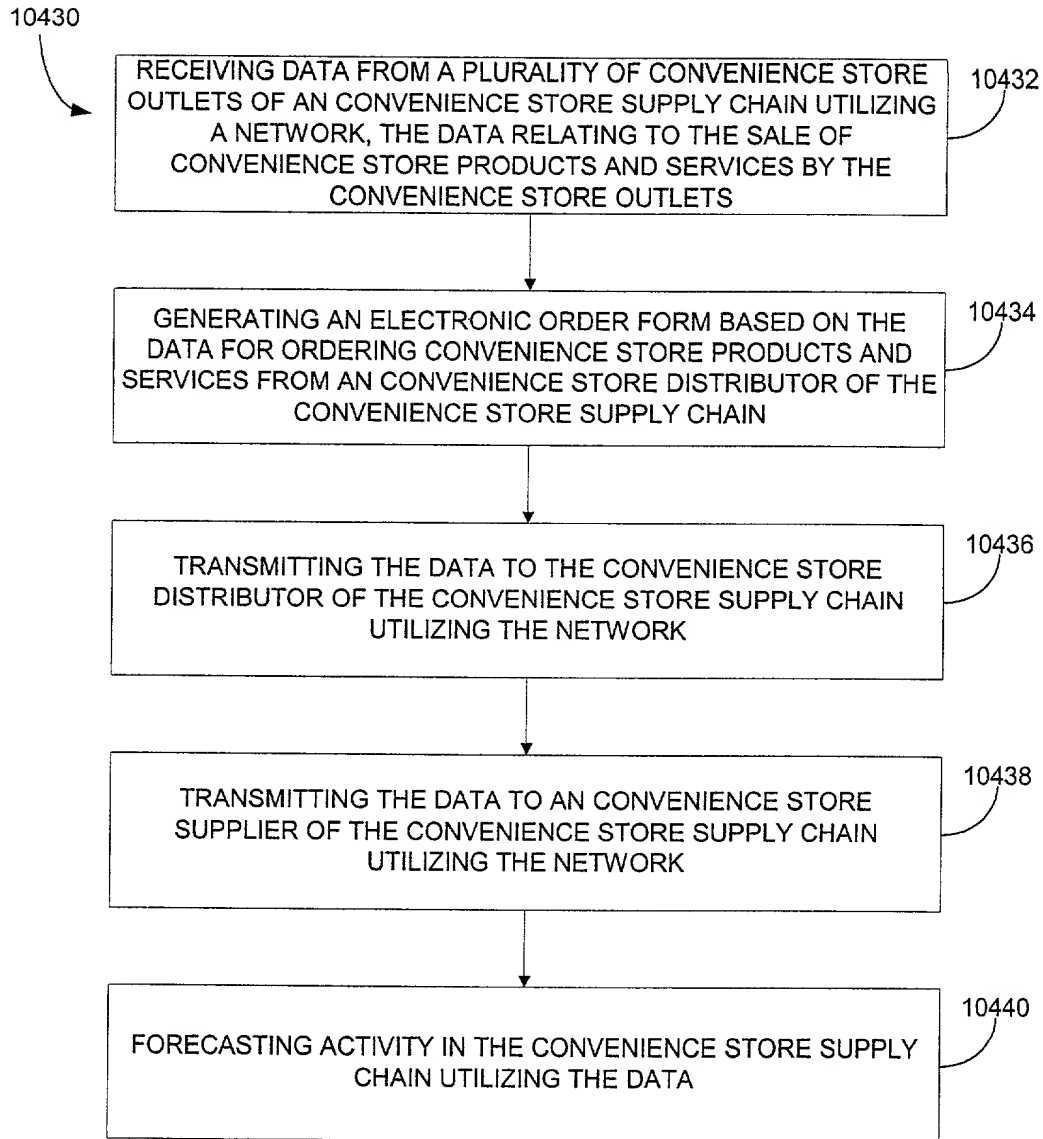 10430
RECEIVING DATA FROM A PLURALITY OF CONVENIENCE STORE
OUTLETS OF AN CONVENIENCE STORE SUPPLY CHAIN UTILIZING
A NETWORK, THE DATA RELATING TO THE SALE OF
CONVENIENCE STORE PRODUCTS AND SERVICES BY THE
CONVENIENCE STORE OUTLETS
10432
GENERATING AN ELECTRONIC ORDER FORM BASED ON THE
DATA FOR ORDERING CONVENIENCE STORE PRODUCTS AND
SERVICES FROM AN CONVENIENCE STORE DISTRIBUTOR OF THE
CONVENIENCE STORE SUPPLY CHAIN
10434
TRANSMITTING THE DATA TO THE CONVENIENCE STORE
DISTRIBUTOR OF THE CONVENIENCE STORE SUPPLY CHAIN
UTILIZING THE NETWORK
10436
TRANSMITTING THE DATA TO AN CONVENIENCE STORE
SUPPLIER OF THE CONVENIENCE STORE SUPPLY CHAIN
UTILIZING THE NETWORK
10438
FORECASTING ACTIVITY IN THE CONVENIENCE STORE SUPPLY
CHAIN UTILIZING THE DATA
10440